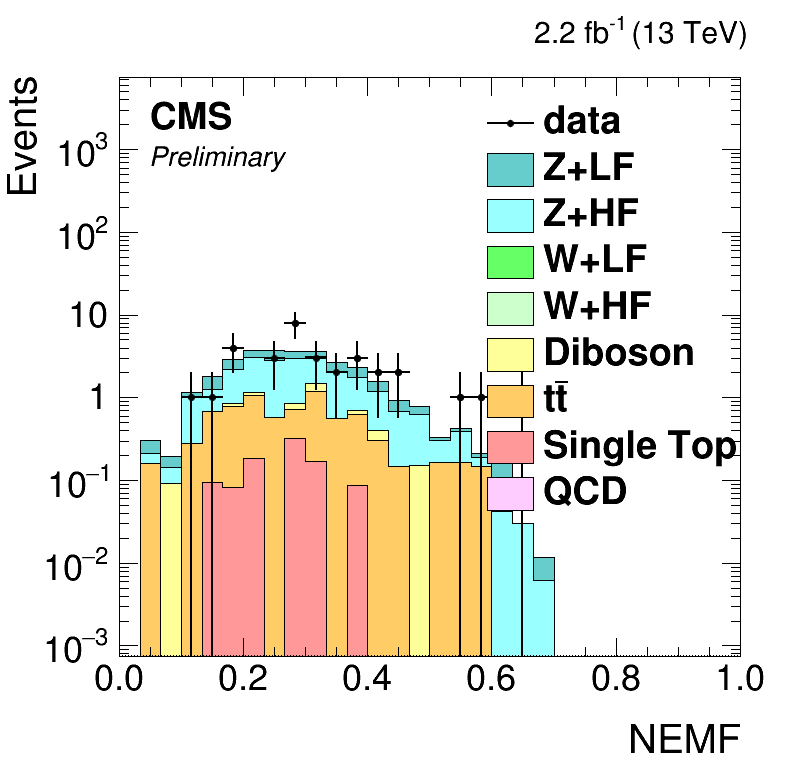 2.2 fb⁻¹ (13 TeV)
Events
CMS
Preliminary
data
Z+LF
Z+HF
W+LF
W+HF
Diboson
tt̄
Single Top
QCD
10³
10²
10
1
10⁻¹
10⁻²
10⁻³
0.0 0.2 0.4 0.6 0.8 1.0
NEMF